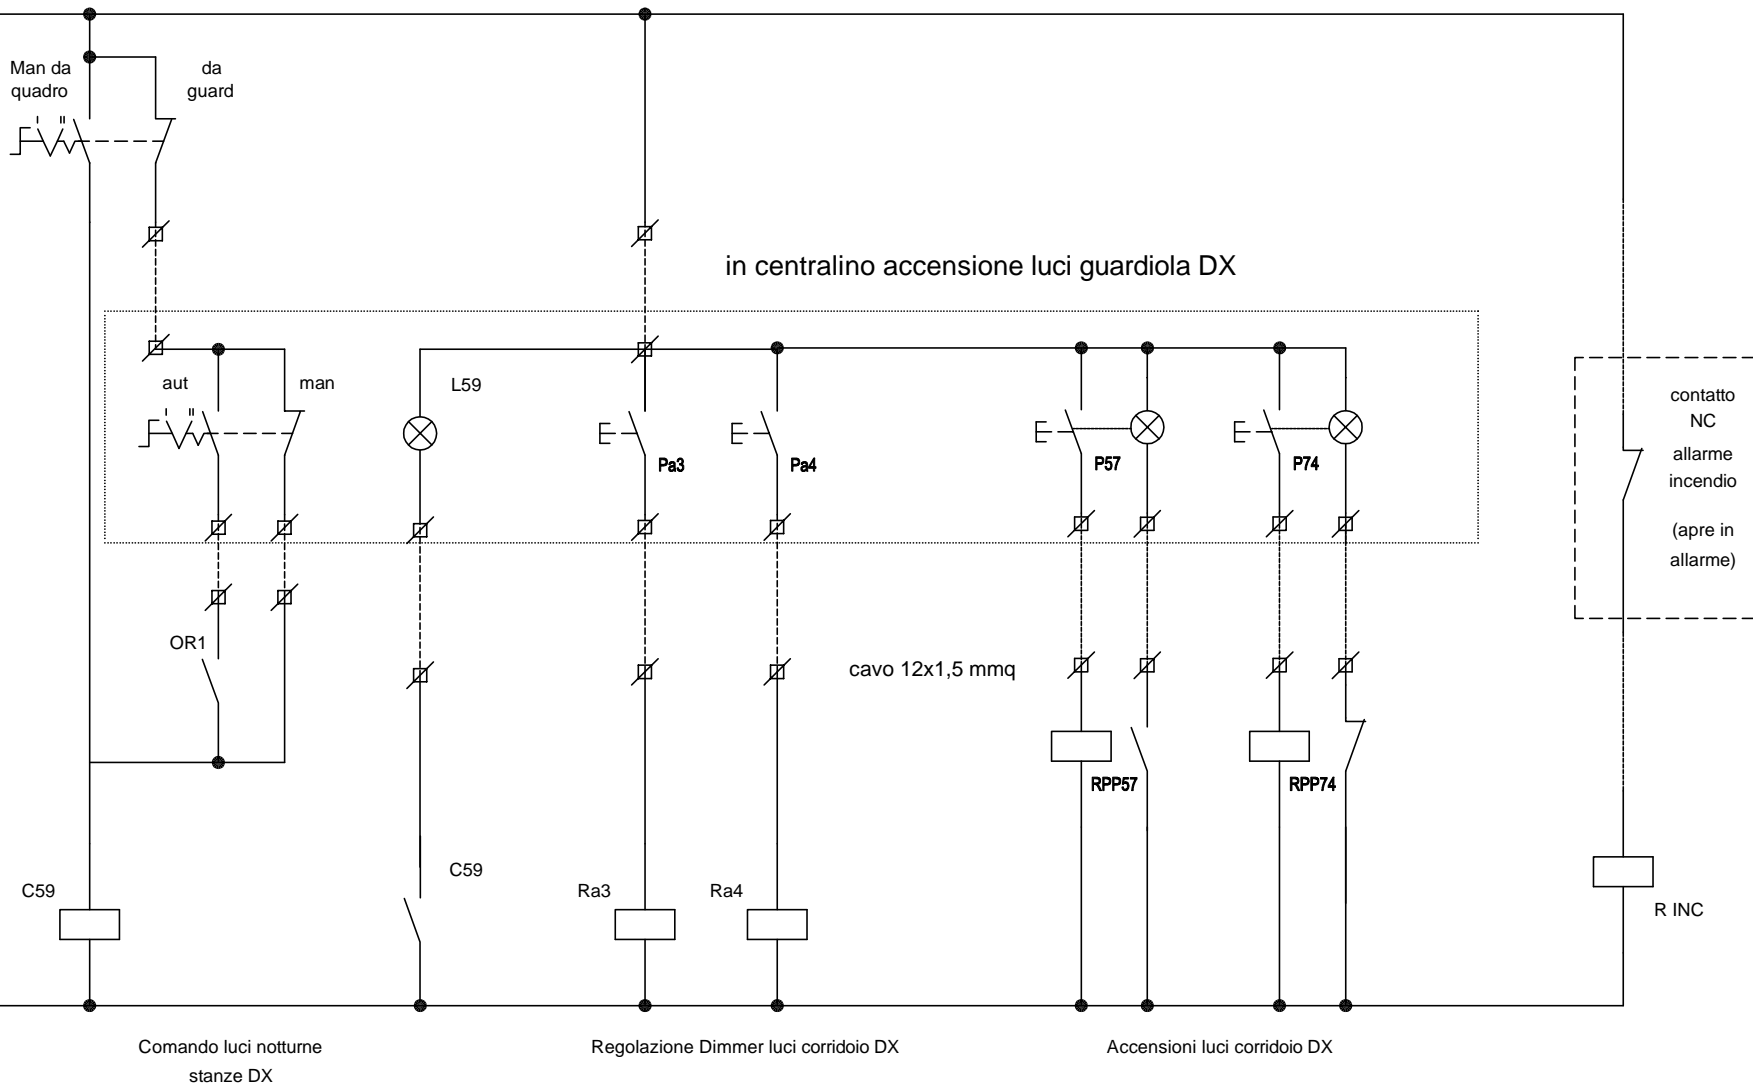 Man da
quadro
da
guard
in centralino accensione luci guardiola DX
aut
man
L59
Pa3
Pa4
P57
P74
contatto
NC
allarme
incendio
(apre in
allarme)
OR1
cavo 12x1,5 mmq
RPP57
RPP74
C59
C59
Ra3
Ra4
R INC
Comando luci notturne
stanze DX
Regolazione Dimmer luci corridoio DX
Accensioni luci corridoio DX